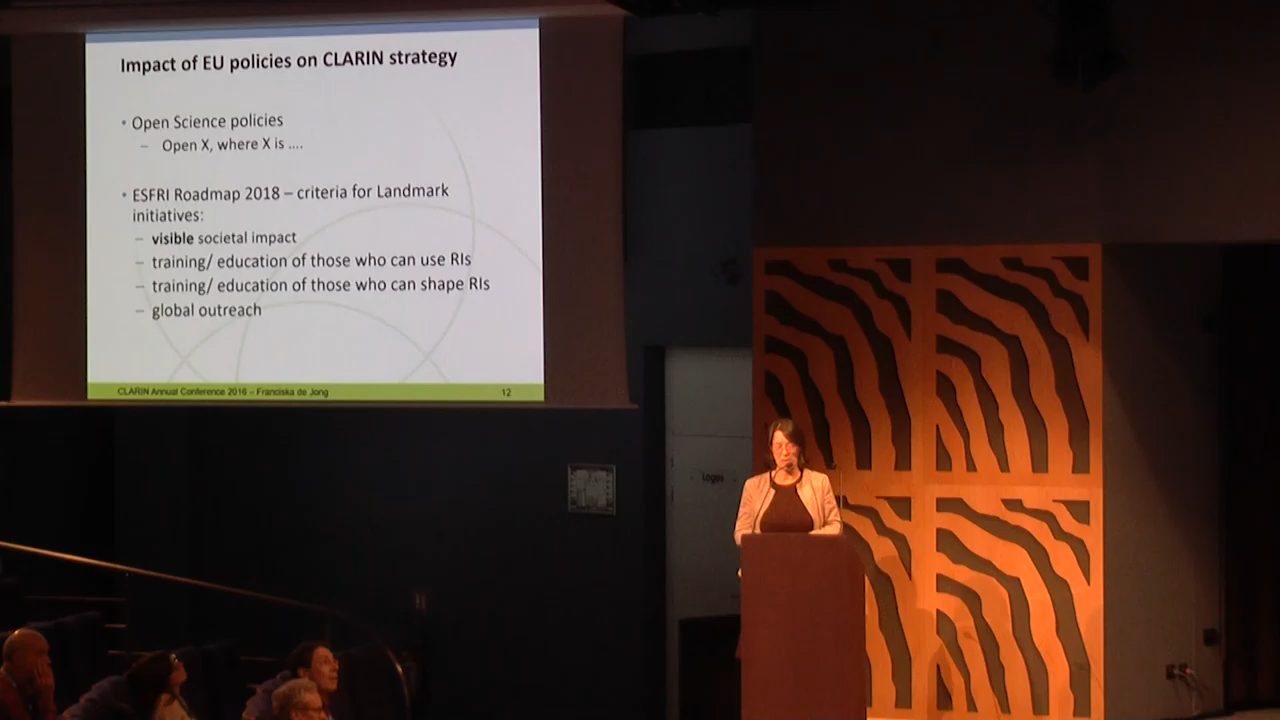 Impact of EU policies on CLARIN strategy
• Open Science policies
– Open X, where X is ....
• ESFRI Roadmap 2018 – criteria for Landmark
initiatives:
– visible societal impact
– training/ education of those who can use RIs
– training/ education of those who can shape RIs
– global outreach
CLARIN Annual Conference 2016 – Franciska de Jong
12
Loges